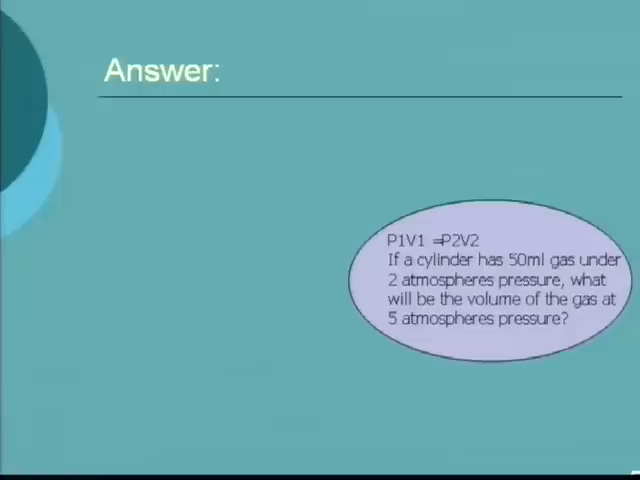 Answer:
P1V1 =P2V2
If a cylinder has 50ml gas under
2 atmospheres pressure, what
will be the volume of the gas at
5 atmospheres pressure?